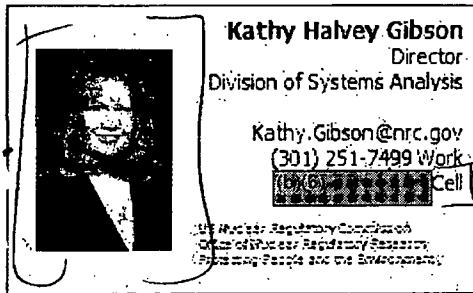 Kathy Halvey Gibson
Director
Division of Systems Analysis
Kathy.Gibson@nrc.gov
(301) 251-7499 Work
(b)(6) Cell
US Nuclear Regulatory Commission
Office of Nuclear Regulatory Research
Protecting People and the Environment